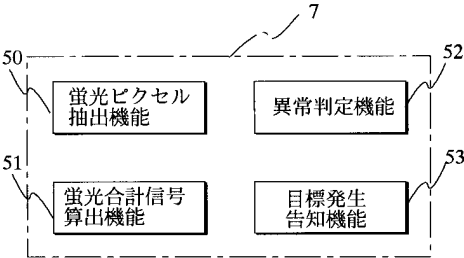 7
50
蛍光ピクセル
抽出機能
52
異常判定機能
51
蛍光合計信号
算出機能
53
目標発生
告知機能